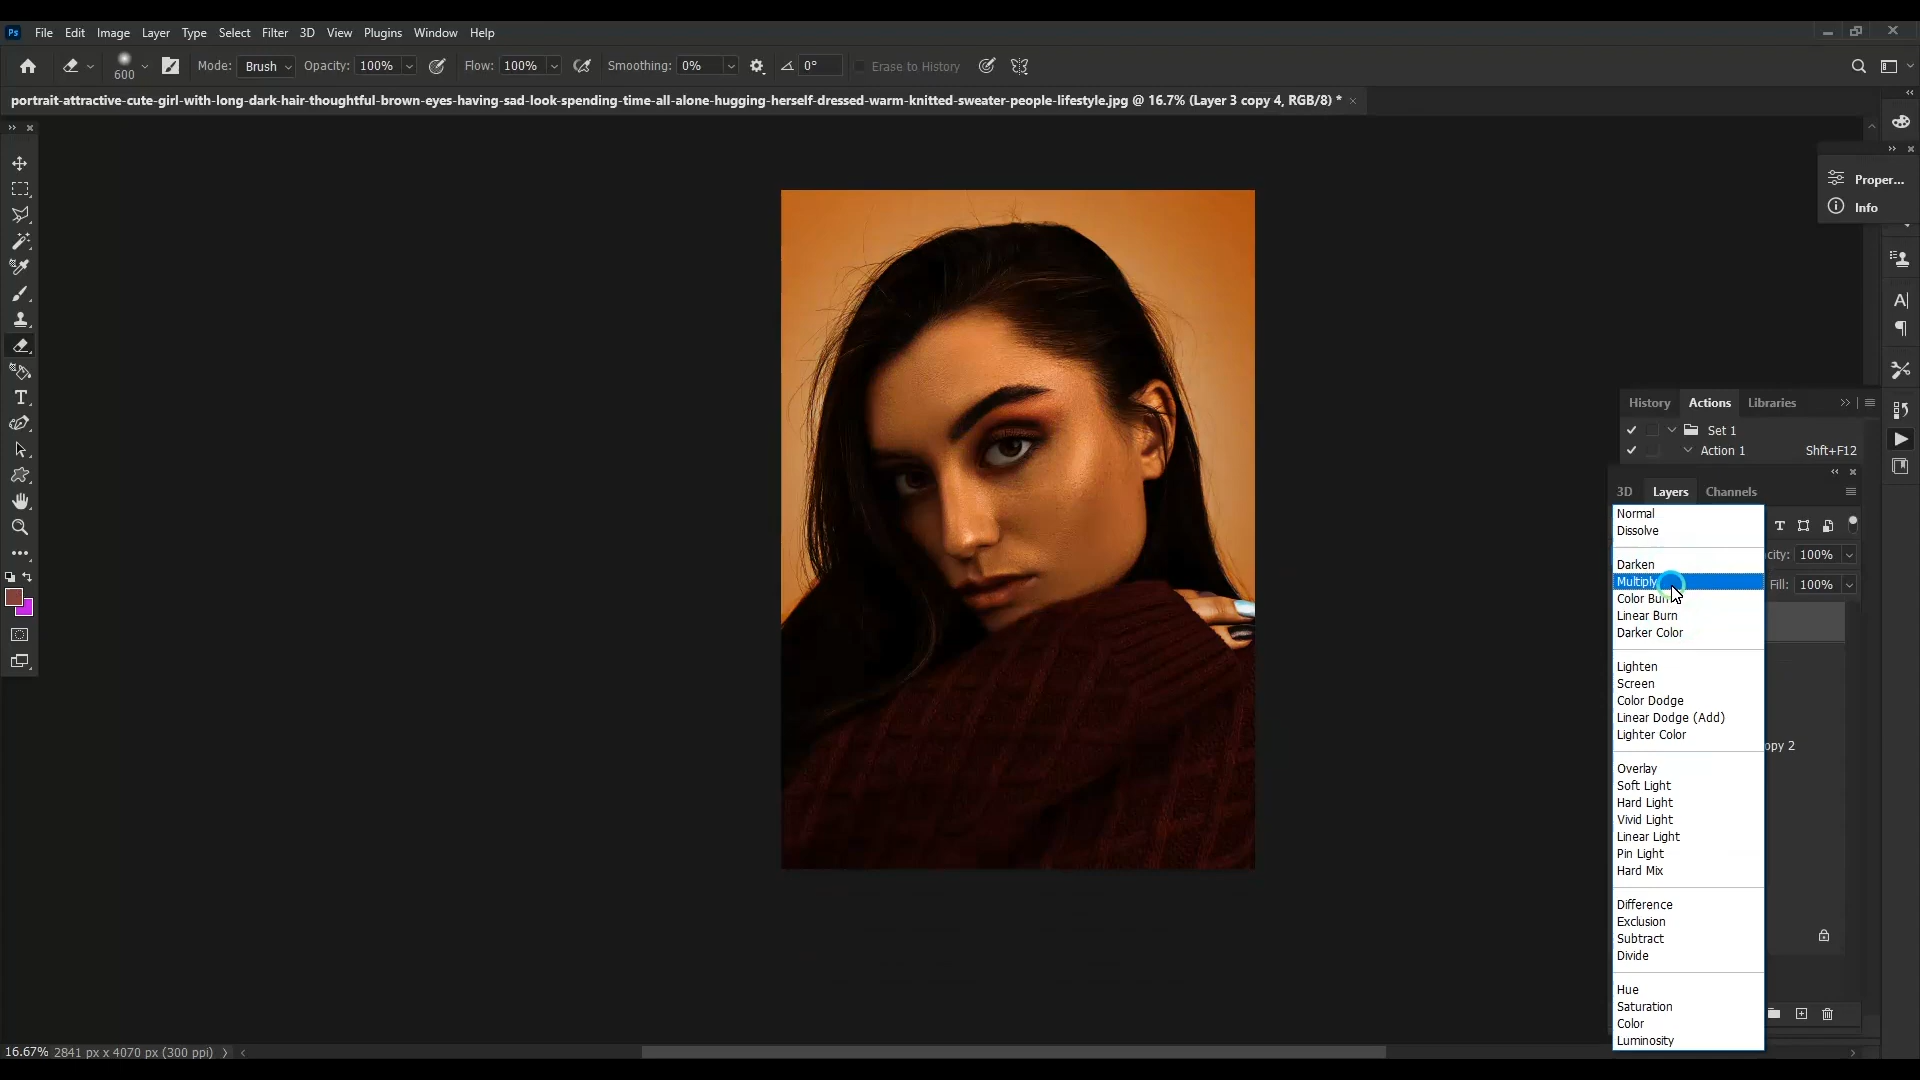 Ps File Edit Image Layer Type Select Filter 3D View Plugins Window Help
600 Mode: Brush Opacity: 100% Flow: 100% Smoothing: 0% 0° Erase to History
portrait-attractive-cute-girl-with-long-dark-hair-thoughtful-brown-eyes-having-sad-look-spending-time-all-alone-hugging-herself-dressed-warm-knitted-sweater-people-lifestyle.jpg @ 16.7% (Layer 3 copy 4, RGB/8) *
Proper...
Info
History Actions Libraries
Set 1
Action 1 Shft+F12
3D Layers Channels
Normal
Dissolve
Darken
Multiply
Color Burn
Linear Burn
Darker Color
Lighten
Screen
Color Dodge
Linear Dodge (Add)
Lighter Color
Overlay
Soft Light
Hard Light
Vivid Light
Linear Light
Pin Light
Hard Mix
Difference
Exclusion
Subtract
Divide
Hue
Saturation
Color
Luminosity
city: 100%
Fill: 100%
opy 2
16.67% 2841 px x 4070 px (300 ppi)